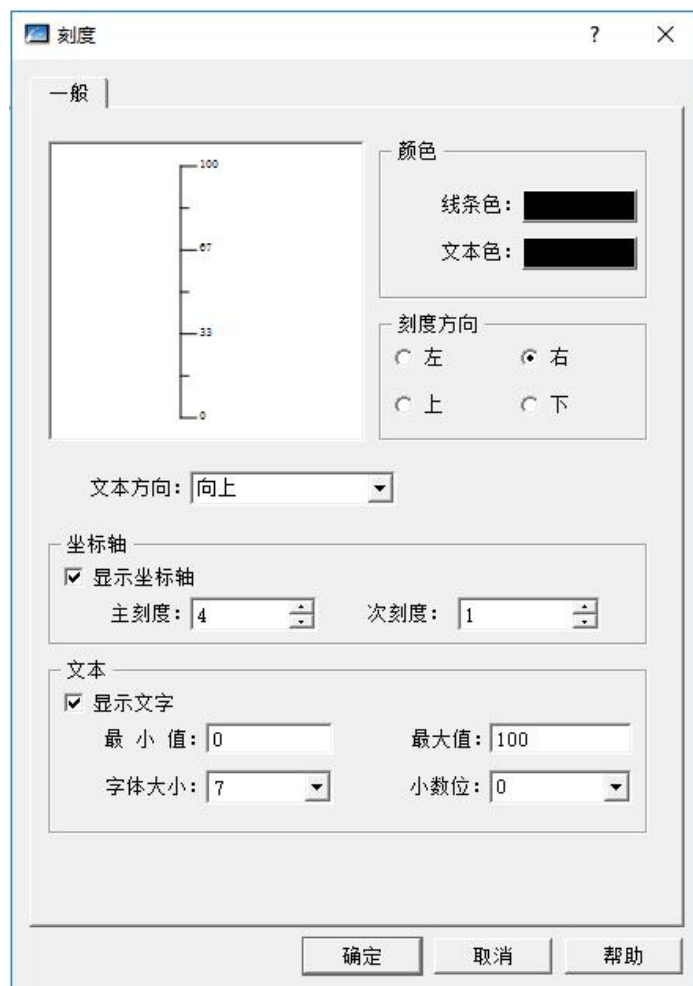 刻度
?
一般
100
67
33
0
颜色
线条色:
文本色:
刻度方向
左
右
上
下
文本方向: 向上
坐标轴
显示坐标轴
主刻度: 4 次刻度: 1
文本
显示文字
最 小 值: 0 最大值: 100
字体大小: 7 小数位: 0
确定 取消 帮助